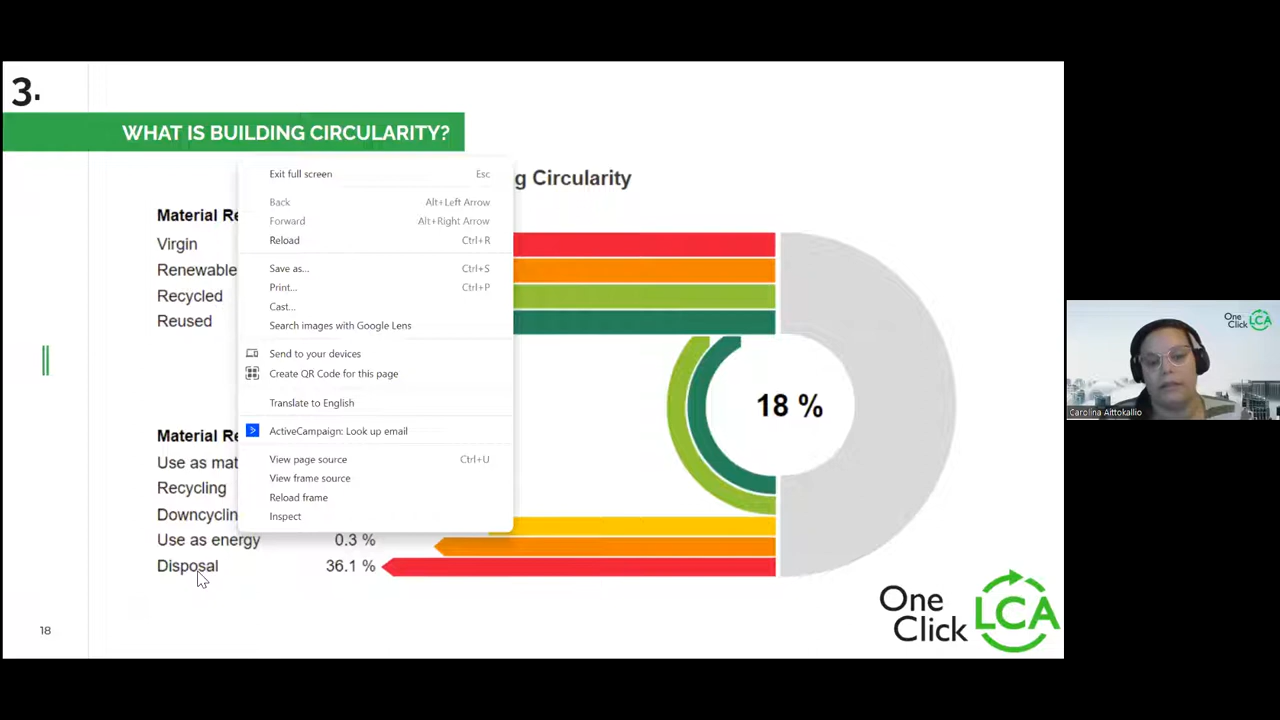 3.
WHAT IS BUILDING CIRCULARITY?
g Circularity
Material Re
Virgin
Renewable
Recycled
Reused
Exit full screen Esc
Back Alt+Left Arrow
Forward Alt+Right Arrow
Reload Ctrl+R
Save as... Ctrl+S
Print... Ctrl+P
Cast...
Search images with Google Lens
Send to your devices
Create QR Code for this page
Translate to English
ActiveCampaign: Look up email
View page source Ctrl+U
View frame source
Reload frame
Inspect
18 %
Material Re
Use as mat
Recycling
Downcyclin
Use as energy 0.3 %
Disposal 36.1 %
18
One
Click LCA
One
Click LCA
Carolina Aittokallio